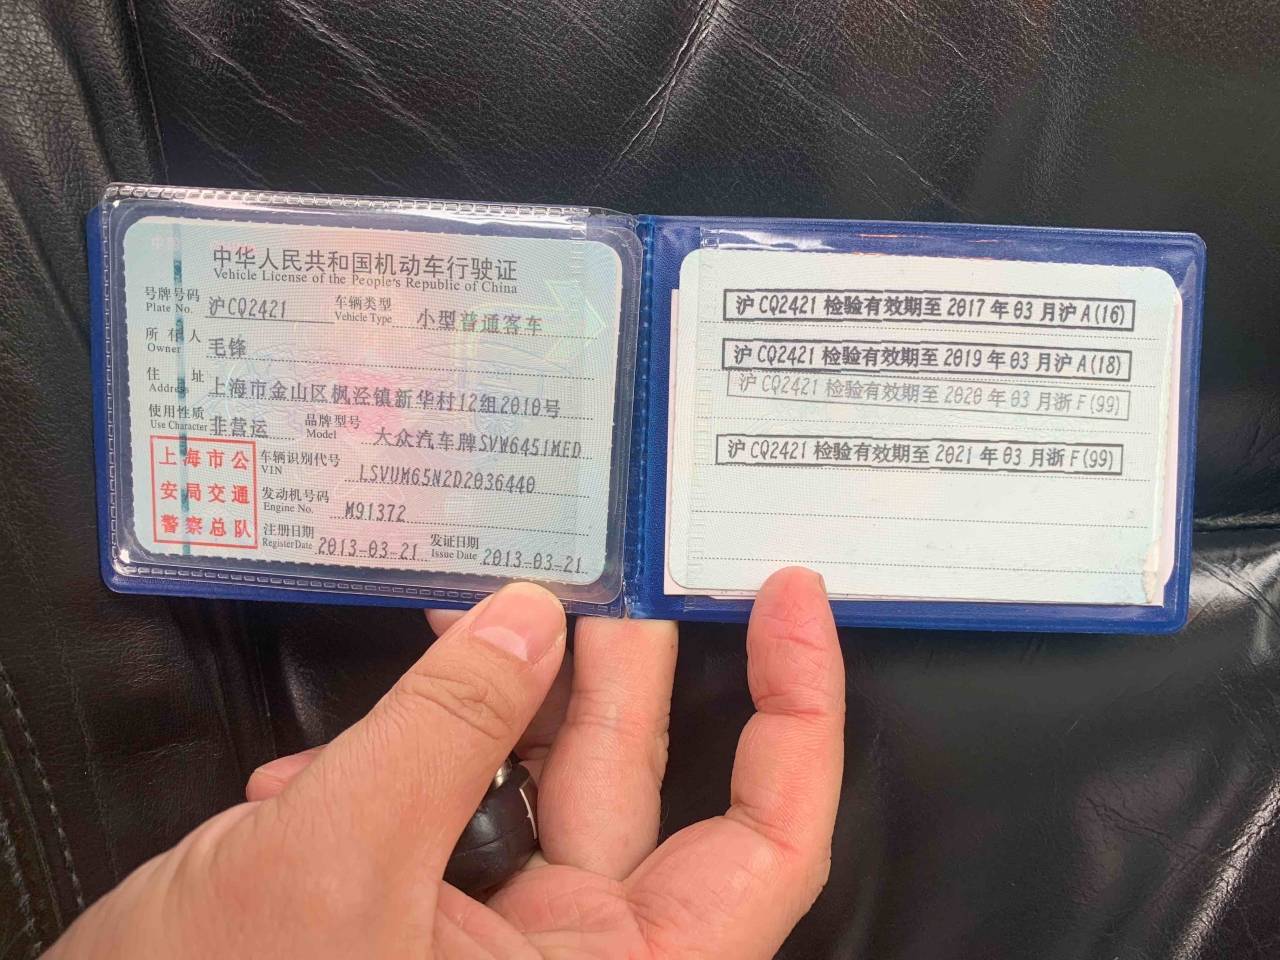 中华人民共和国机动车行驶证
Vehicle License of the People's Republic of China
号牌号码 沪CQ2421 车辆类型 小型普通客车
Plate No. Vehicle Type
所有人 毛锋
Owner
住址 上海市金山区枫泾镇新华村12组2010号
Address
使用性质 非营运 品牌型号 大众汽车牌SVW6451MED
Use Character Model
上海市公
安局交通
警察总队
车辆识别代号 LSVUM65N2D2036440
VIN
发动机号码 M91372
Engine No.
注册日期 2013-03-21 发证日期 2013-03-21
Register Date Issue Date
沪CQ2421检验有效期至2017年03月沪A(16)
沪CQ2421检验有效期至2019年03月沪A(18)
沪CQ2421检验有效期至2020年03月浙F(99)
沪CQ2421检验有效期至2021年03月浙F(99)